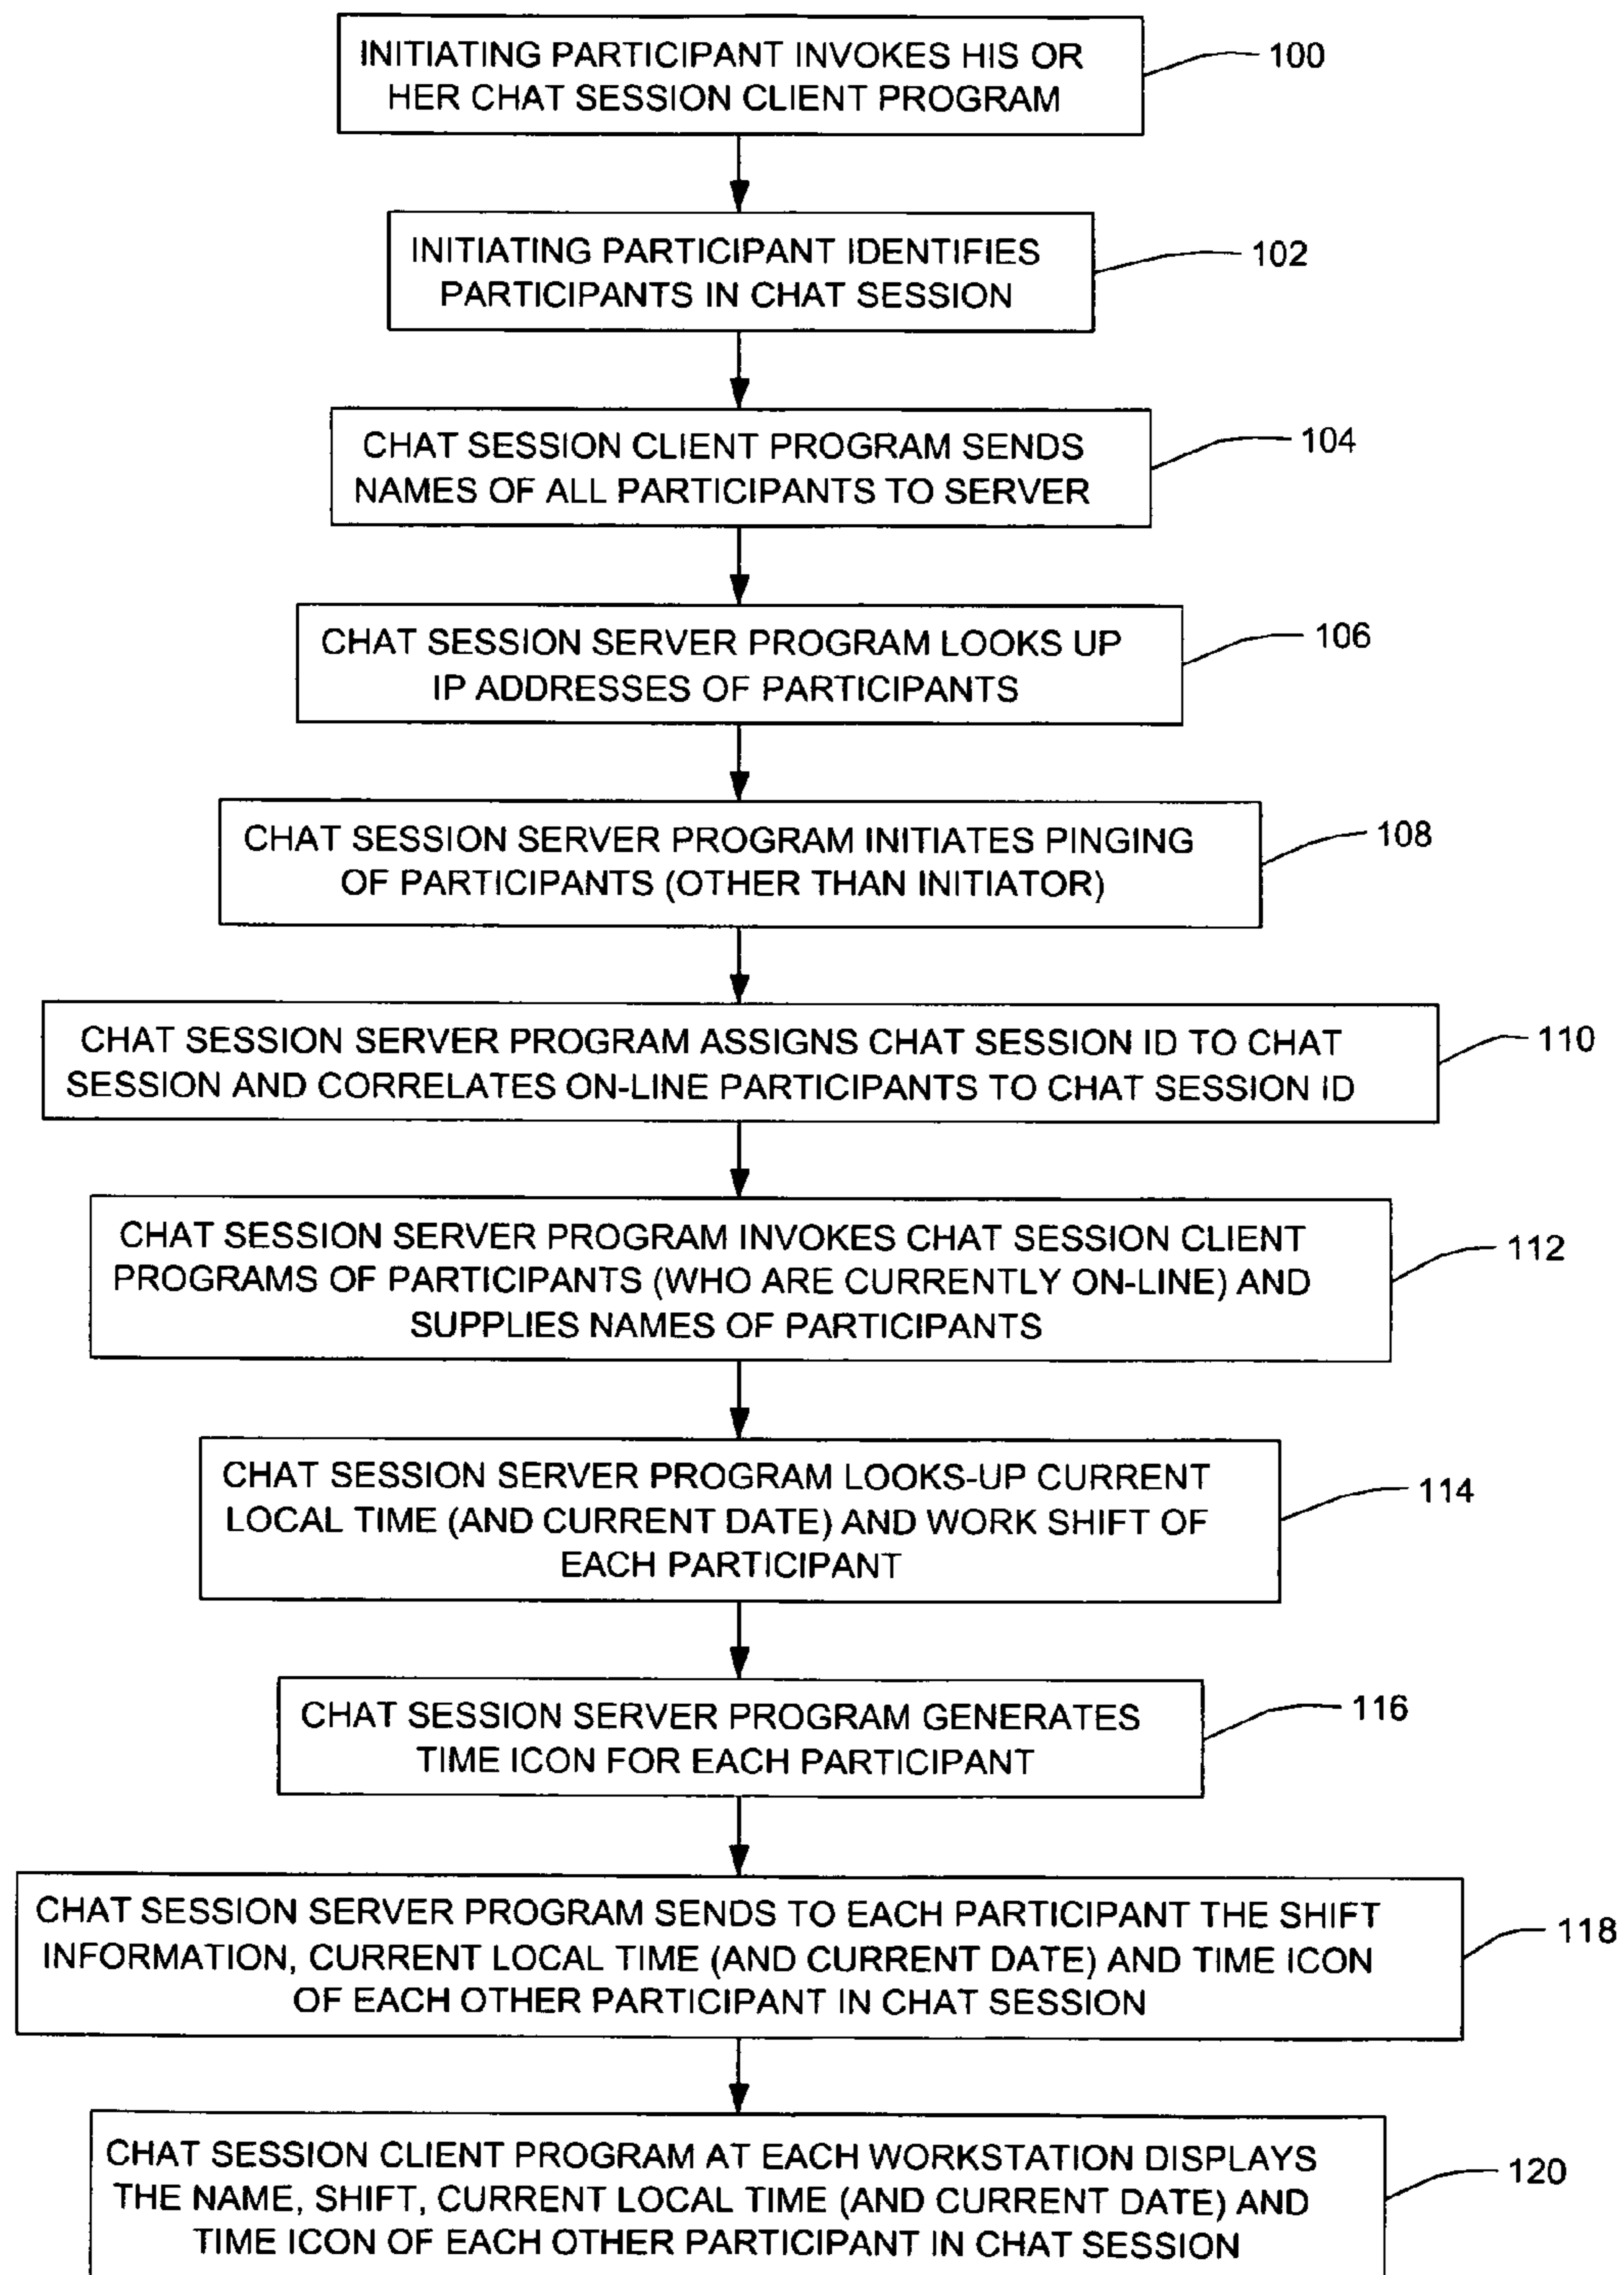 INITIATING PARTICIPANT INVOKES HIS OR
HER CHAT SESSION CLIENT PROGRAM
100
INITIATING PARTICIPANT IDENTIFIES
PARTICIPANTS IN CHAT SESSION
102
CHAT SESSION CLIENT PROGRAM SENDS
NAMES OF ALL PARTICIPANTS TO SERVER
104
CHAT SESSION SERVER PROGRAM LOOKS UP
IP ADDRESSES OF PARTICIPANTS
106
CHAT SESSION SERVER PROGRAM INITIATES PINGING
OF PARTICIPANTS (OTHER THAN INITIATOR)
108
CHAT SESSION SERVER PROGRAM ASSIGNS CHAT SESSION ID TO CHAT
SESSION AND CORRELATES ON-LINE PARTICIPANTS TO CHAT SESSION ID
110
CHAT SESSION SERVER PROGRAM INVOKES CHAT SESSION CLIENT
PROGRAMS OF PARTICIPANTS (WHO ARE CURRENTLY ON-LINE) AND
SUPPLIES NAMES OF PARTICIPANTS
112
CHAT SESSION SERVER PROGRAM LOOKS-UP CURRENT
LOCAL TIME (AND CURRENT DATE) AND WORK SHIFT OF
EACH PARTICIPANT
114
CHAT SESSION SERVER PROGRAM GENERATES
TIME ICON FOR EACH PARTICIPANT
116
CHAT SESSION SERVER PROGRAM SENDS TO EACH PARTICIPANT THE SHIFT
INFORMATION, CURRENT LOCAL TIME (AND CURRENT DATE) AND TIME ICON
OF EACH OTHER PARTICIPANT IN CHAT SESSION
118
CHAT SESSION CLIENT PROGRAM AT EACH WORKSTATION DISPLAYS
THE NAME, SHIFT, CURRENT LOCAL TIME (AND CURRENT DATE) AND
TIME ICON OF EACH OTHER PARTICIPANT IN CHAT SESSION
120